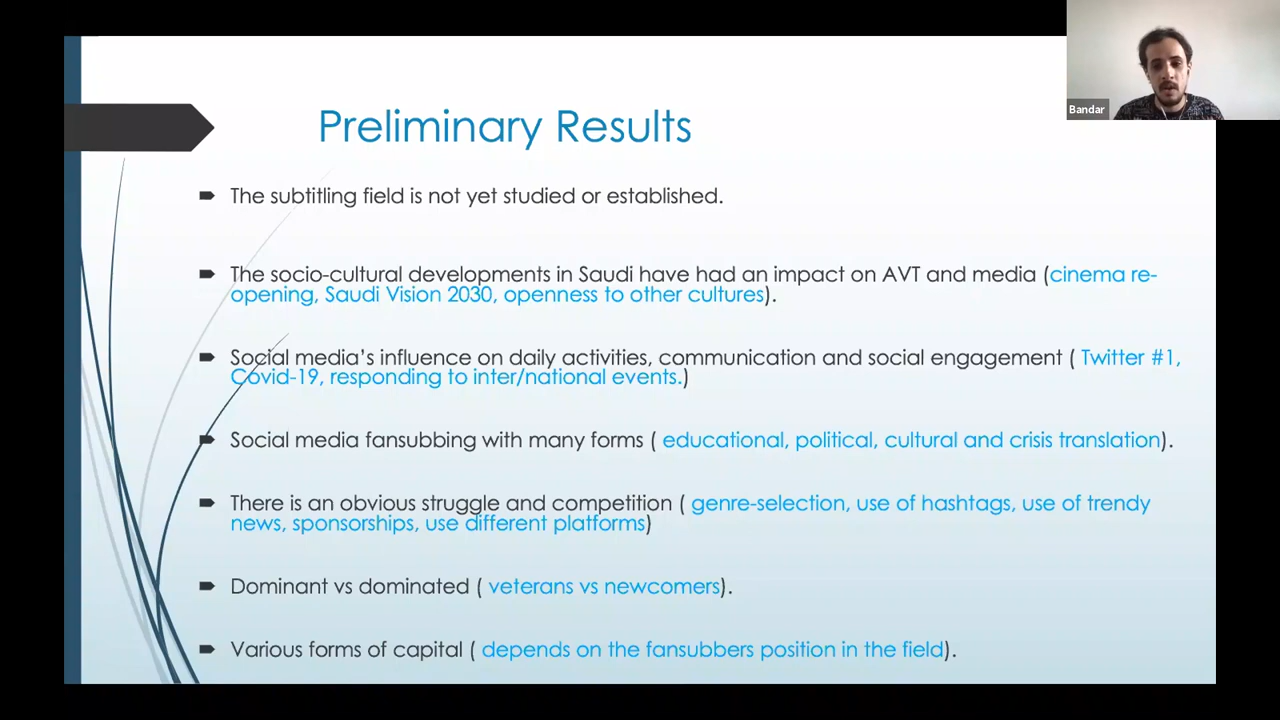 Bandar
Preliminary Results
The subtitling field is not yet studied or established.
The socio-cultural developments in Saudi have had an impact on AVT and media (cinema re-
opening, Saudi Vision 2030, openness to other cultures).
Social media’s influence on daily activities, communication and social engagement ( Twitter #1,
Covid-19, responding to inter/national events.)
Social media fansubbing with many forms ( educational, political, cultural and crisis translation).
There is an obvious struggle and competition ( genre-selection, use of hashtags, use of trendy
news, sponsorships, use different platforms)
Dominant vs dominated ( veterans vs newcomers).
Various forms of capital ( depends on the fansubbers position in the field).